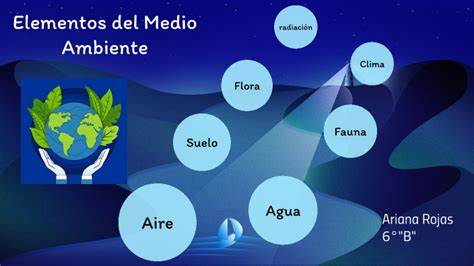 Elementos del Medio
Ambiente
radiación
Clima
Flora
Fauna
Suelo
Agua
Aire
Ariana Rojas
6°"B"